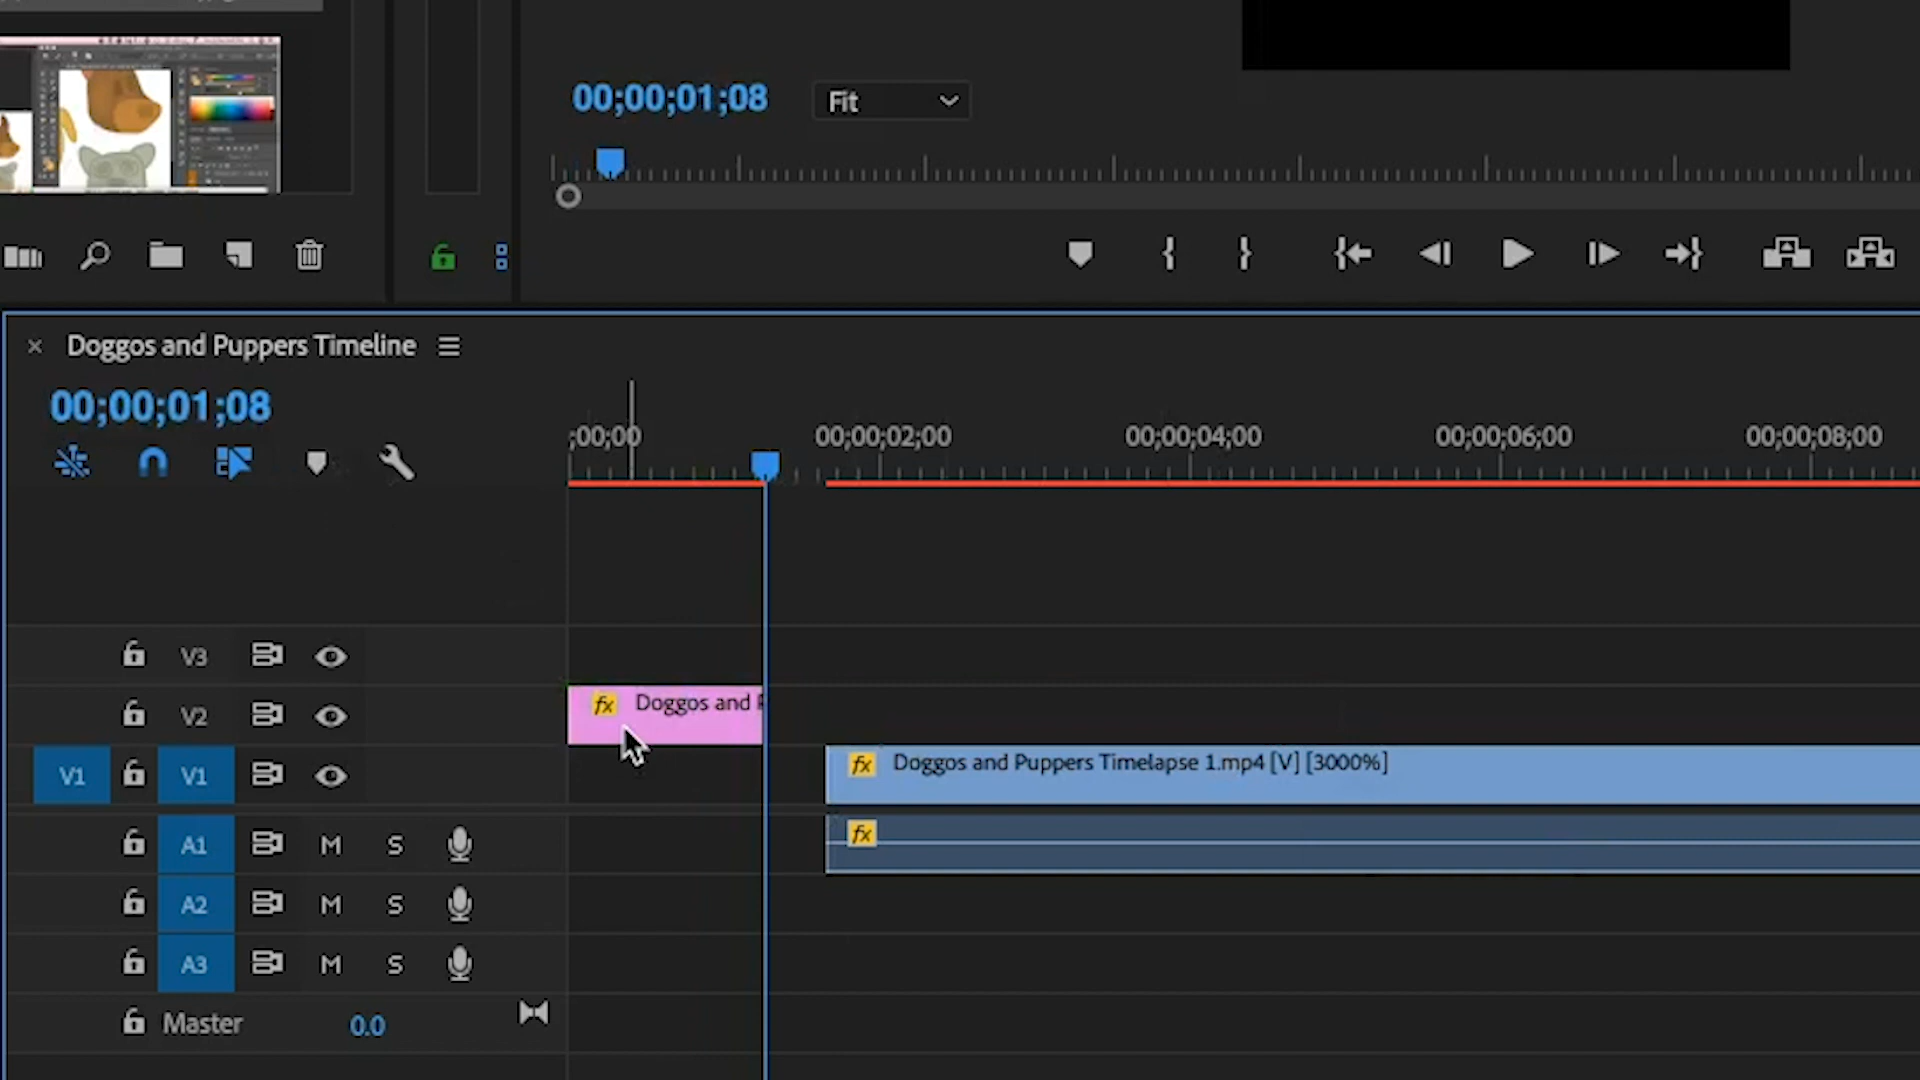 00;00;01;08
Fit
Doggos and Puppers Timeline
00;00;01;08
;00;00
00;00;02;00
00;00;04;00
00;00;06;00
00;00;08;00
V3
V2
fx Doggos and
V1
V1
fx Doggos and Puppers Timelapse 1.mp4 [V] [3000%]
A1
M
S
fx
A2
M
S
A3
M
S
Master
0.0